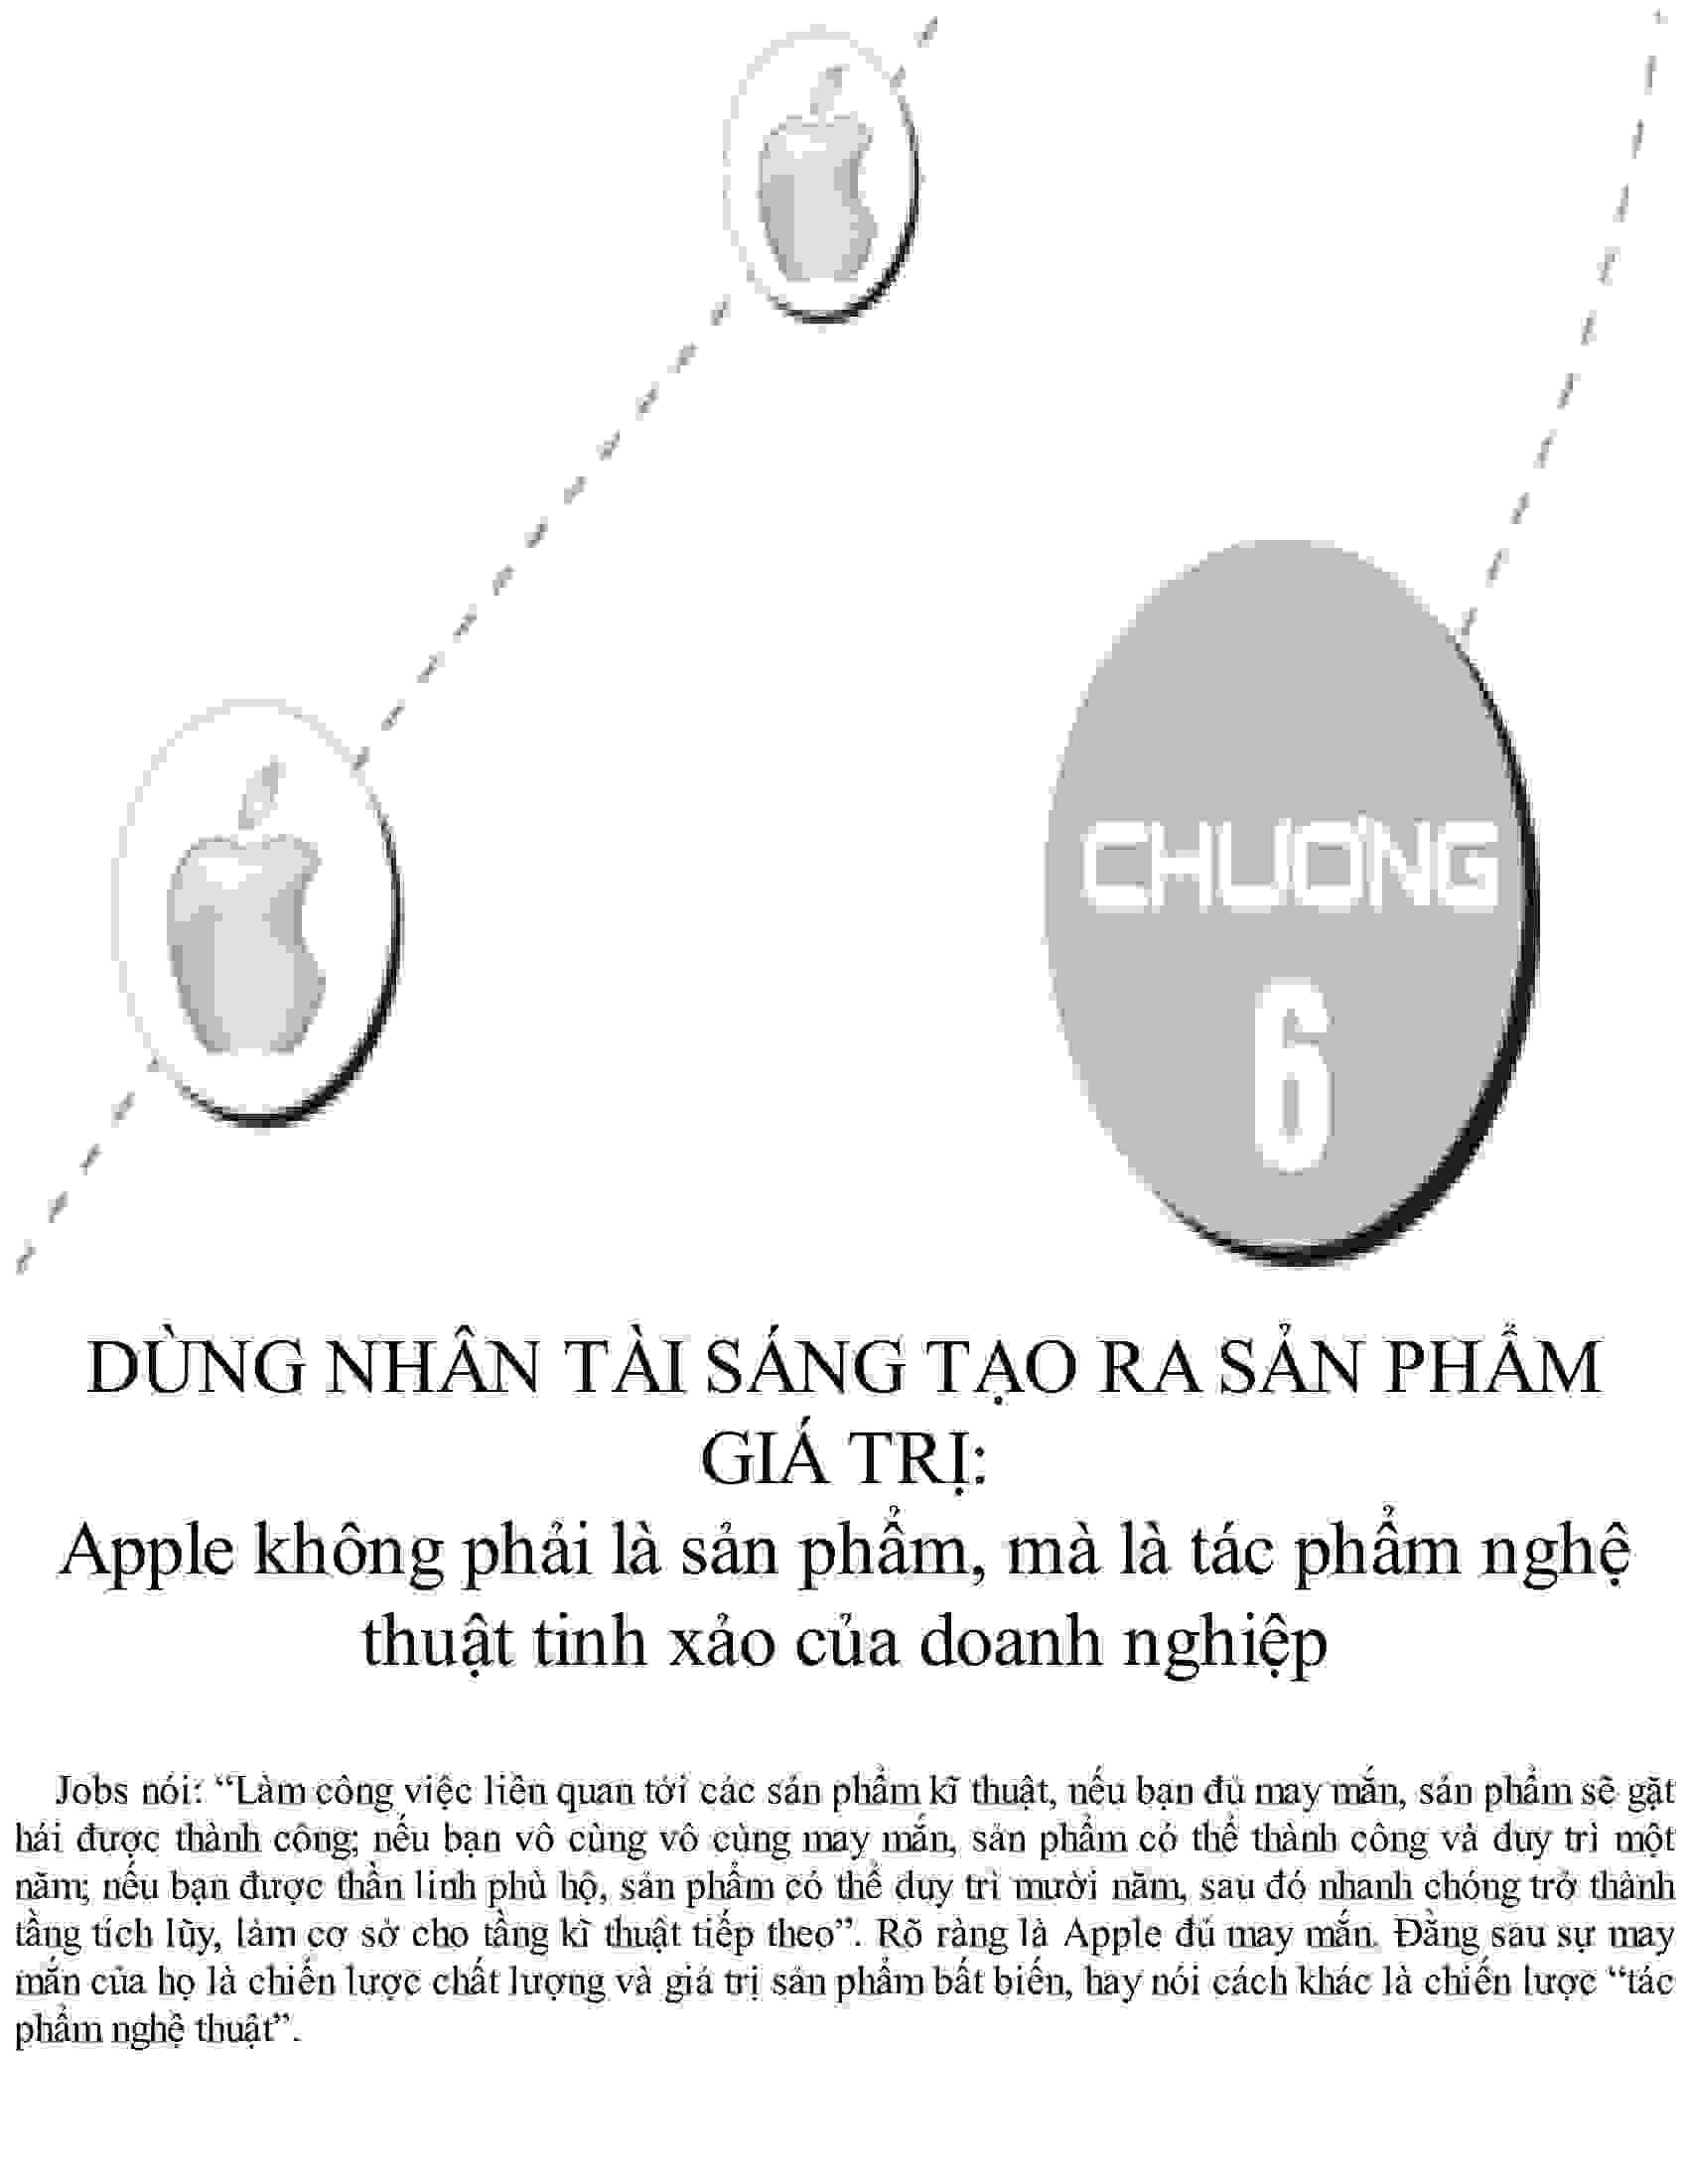 CHƯƠNG
6
DÙNG NHÂN TÀI SÁNG TẠO RA SẢN PHẨM
GIÁ TRỊ:
Apple không phải là sản phẩm, mà là tác phẩm nghệ
thuật tinh xảo của doanh nghiệp
Jobs nói: “Làm công việc liên quan tới các sản phẩm kĩ thuật, nếu bạn đủ may mắn, sản phẩm sẽ gặt
hái được thành công; nếu bạn vô cùng vô cùng may mắn, sản phẩm có thể thành công và duy trì một
năm; nếu bạn được thần linh phù hộ, sản phẩm có thể duy trì mười năm, sau đó nhanh chóng trở thành
tầng tích lũy, làm cơ sở cho tầng kĩ thuật tiếp theo”. Rõ ràng là Apple đủ may mắn. Đằng sau sự may
mắn của họ là chiến lược chất lượng và giá trị sản phẩm bất biến, hay nói cách khác là chiến lược “tác
phẩm nghệ thuật”.